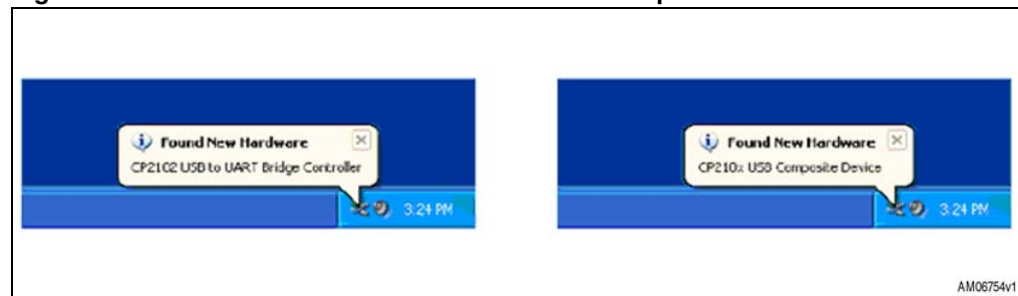 Found New Hardware
CP2102 USB to UART Bridge Controller
3:24 PM
Found New Hardware
CP210x USB Composite Device
3:24 PM
AM06754v1